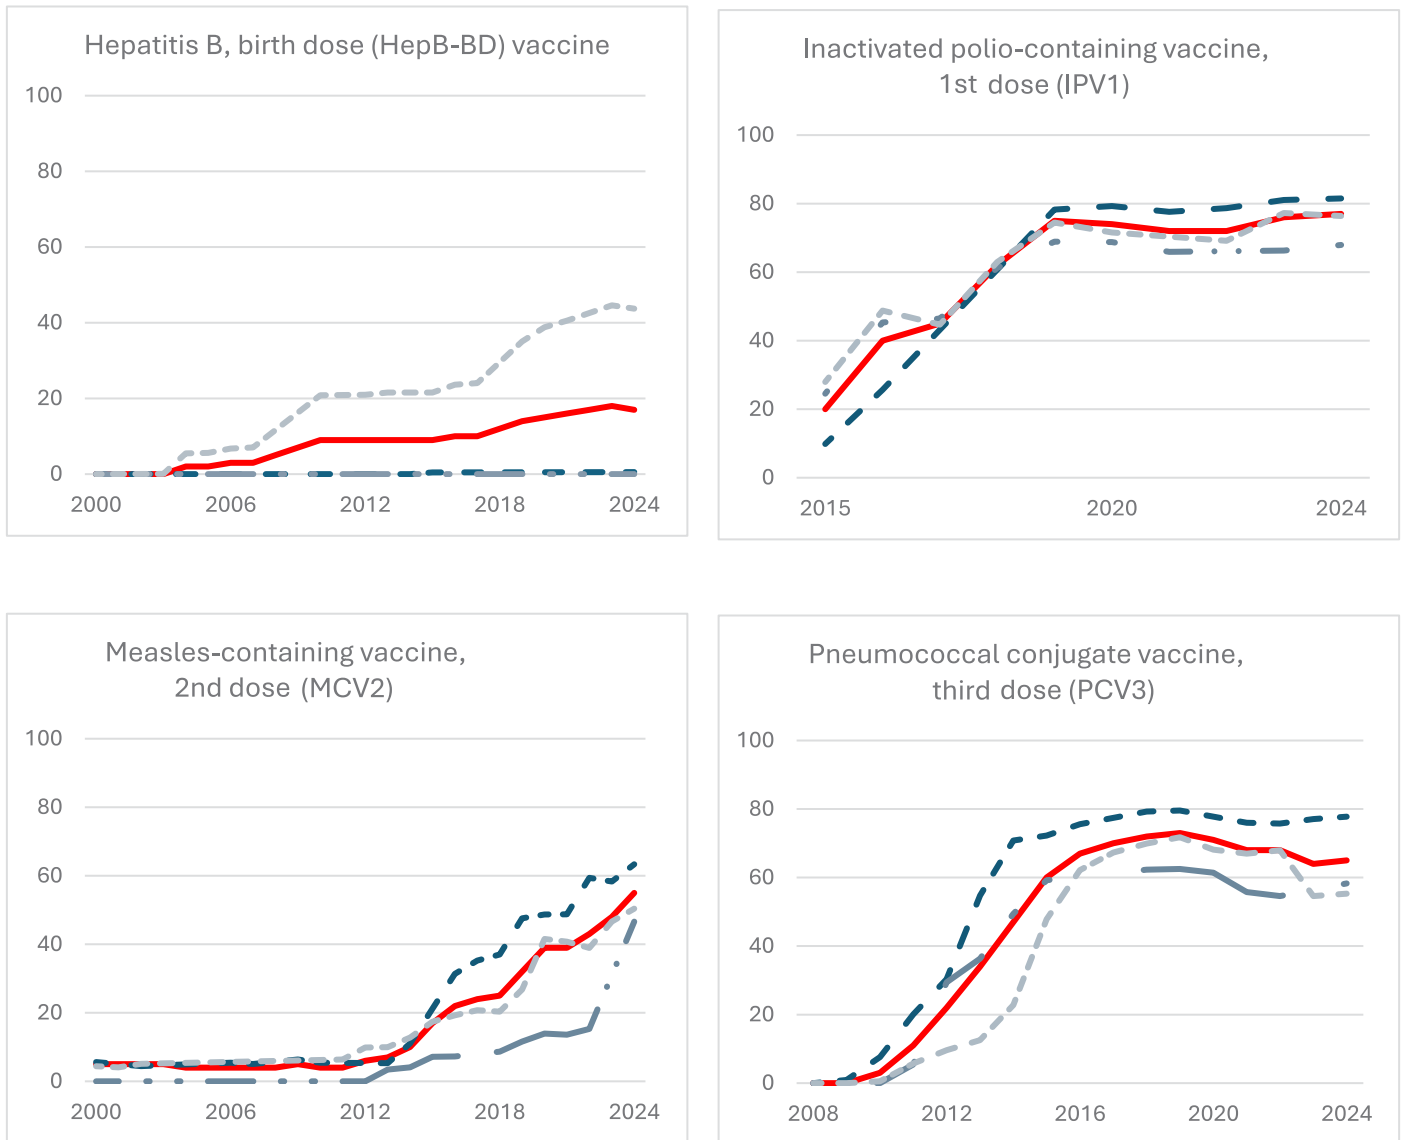 Hepatitis B, birth dose (HepB-BD) vaccine
100
80
60
40
20
0
2000 2006 2012 2018 2024
Inactivated polio-containing vaccine,
1st dose (IPV1)
100
80
60
40
20
0
2015 2020 2024
Measles-containing vaccine,
2nd dose (MCV2)
100
80
60
40
20
0
2000 2006 2012 2018 2024
Pneumococcal conjugate vaccine,
third dose (PCV3)
100
80
60
40
20
0
2008 2012 2016 2020 2024